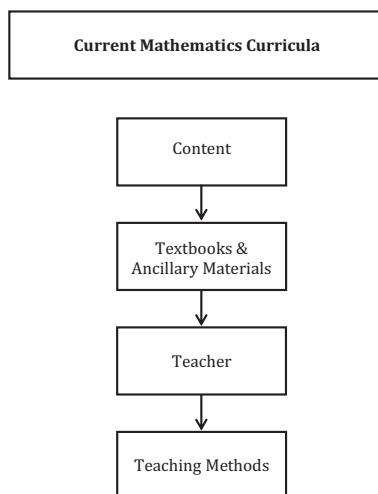 Current Mathematics Curricula
Content
Textbooks &
Ancillary Materials
Teacher
Teaching Methods